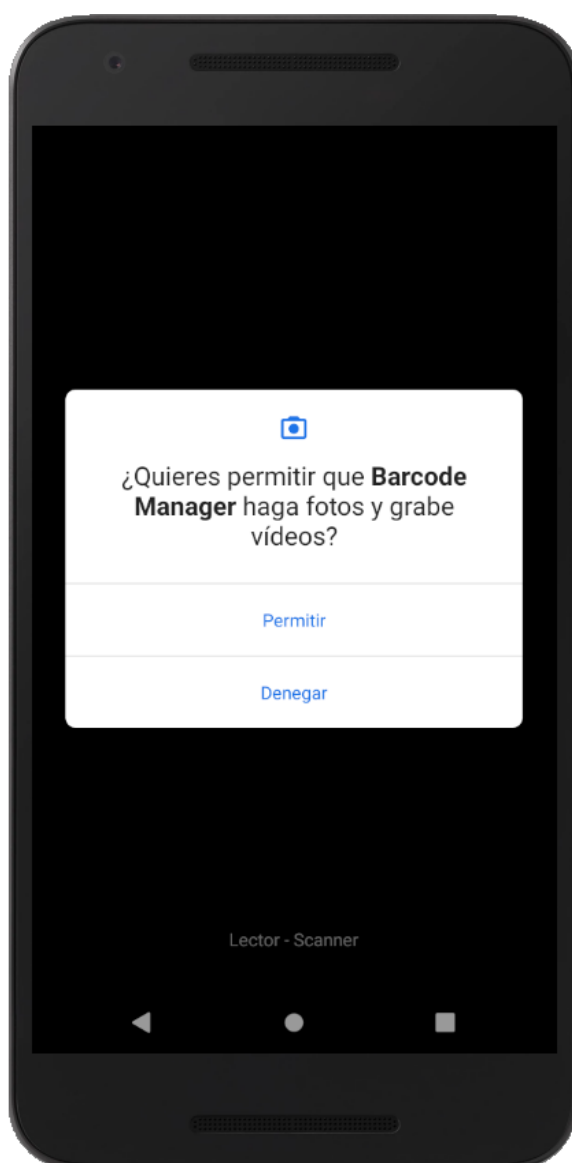 ¿Quieres permitir que Barcode
Manager haga fotos y grabe
vídeos?
Permitir
Denegar
Lector - Scanner